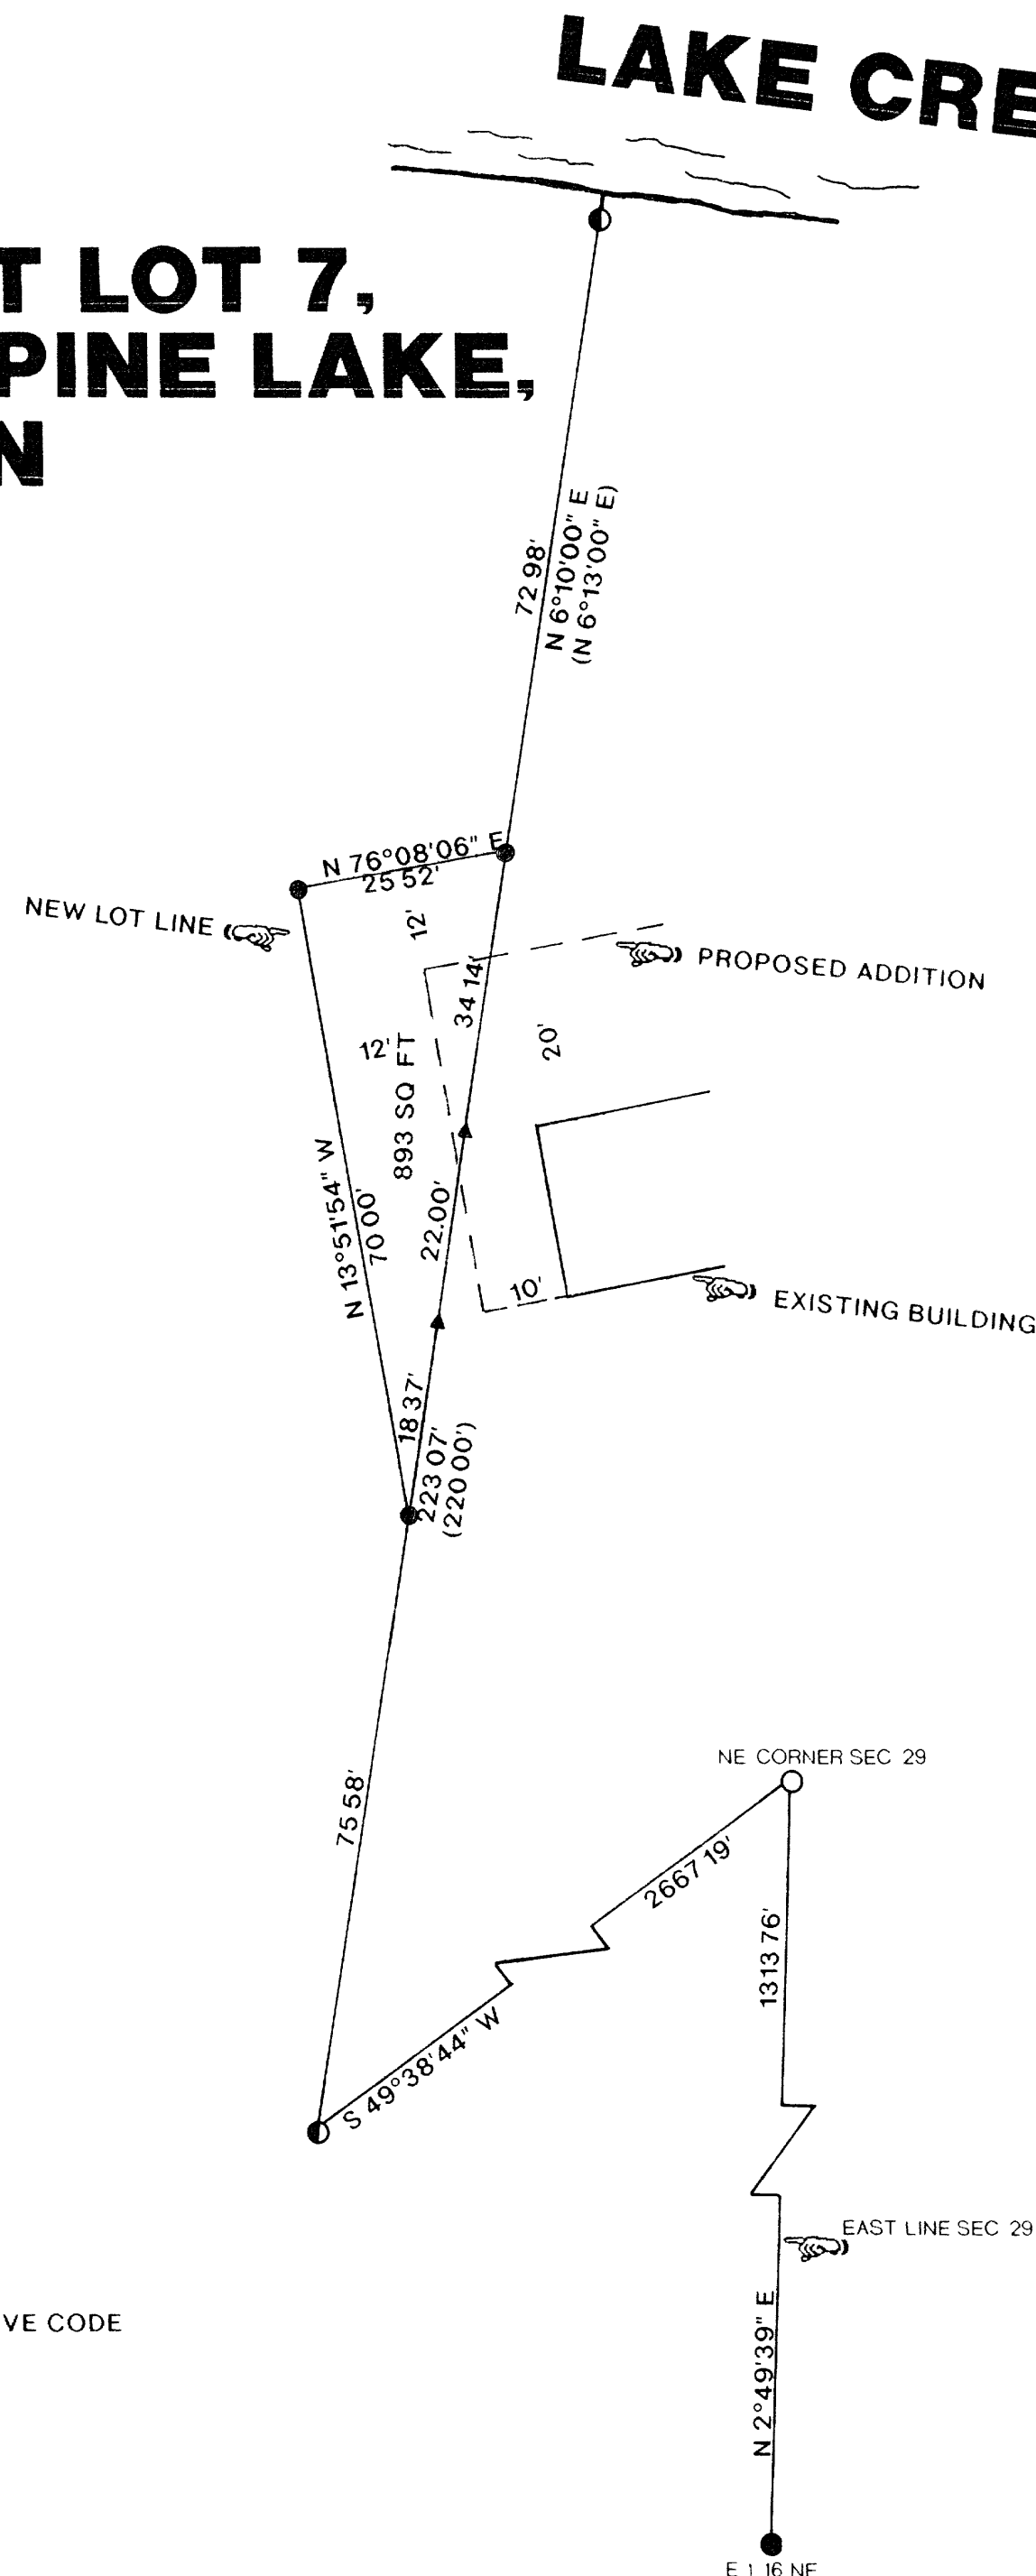 LAKE CRE
T LOT 7,
PINE LAKE,
N
72 98'
N 6°10'00" E
(N 6°13'00" E)
N 76°08'06" E
25 52'
NEW LOT LINE
12'
PROPOSED ADDITION
34 14'
20'
12'
893 SQ FT
N 13°51'54" W
70 00'
22.00'
10'
EXISTING BUILDING
18 37'
223 07'
(220 00')
75 58'
NE CORNER SEC 29
2667 19'
1313 76'
S 49°38'44" W
EAST LINE SEC 29
VE CODE
N 2°49'39" E
E 1 16 NE